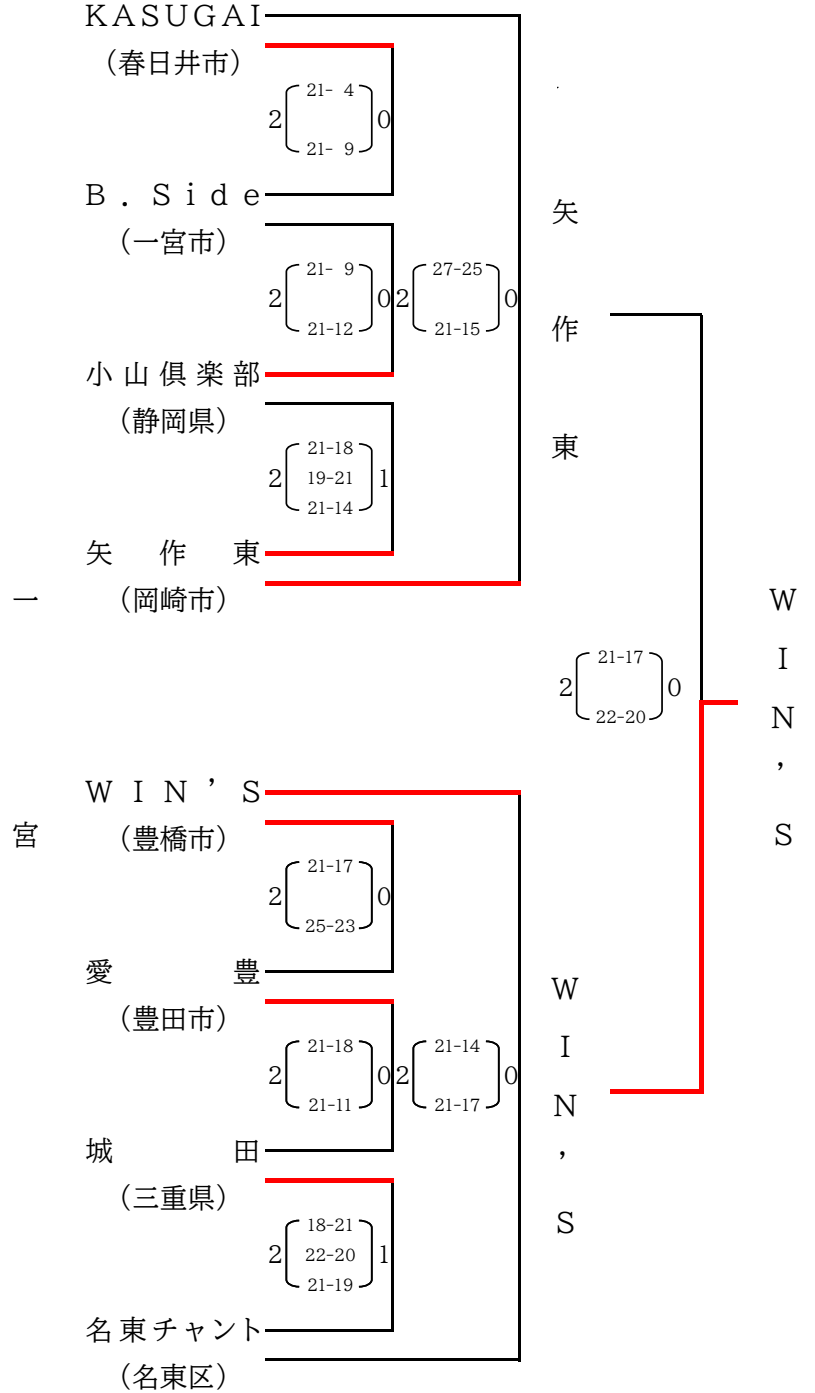 KASUGAI
(春日井市)
21- 4
2 0
21- 9
B.Side
(一宮市)
21- 9 27-25
2 0 2 0
21-12 21-15
小山倶楽部
(静岡県)
21-18
2 19-21 1
21-14
矢作東
(岡崎市)
矢作東
一宮
21-17
2 0
22-20
WIN’S
WIN’S
(豊橋市)
21-17
2 0
25-23
愛豊
(豊田市)
21-18 21-14
2 0 2 0
21-11 21-17
城田
(三重県)
18-21
2 22-20 1
21-19
名東チャント
(名東区)
WIN’S